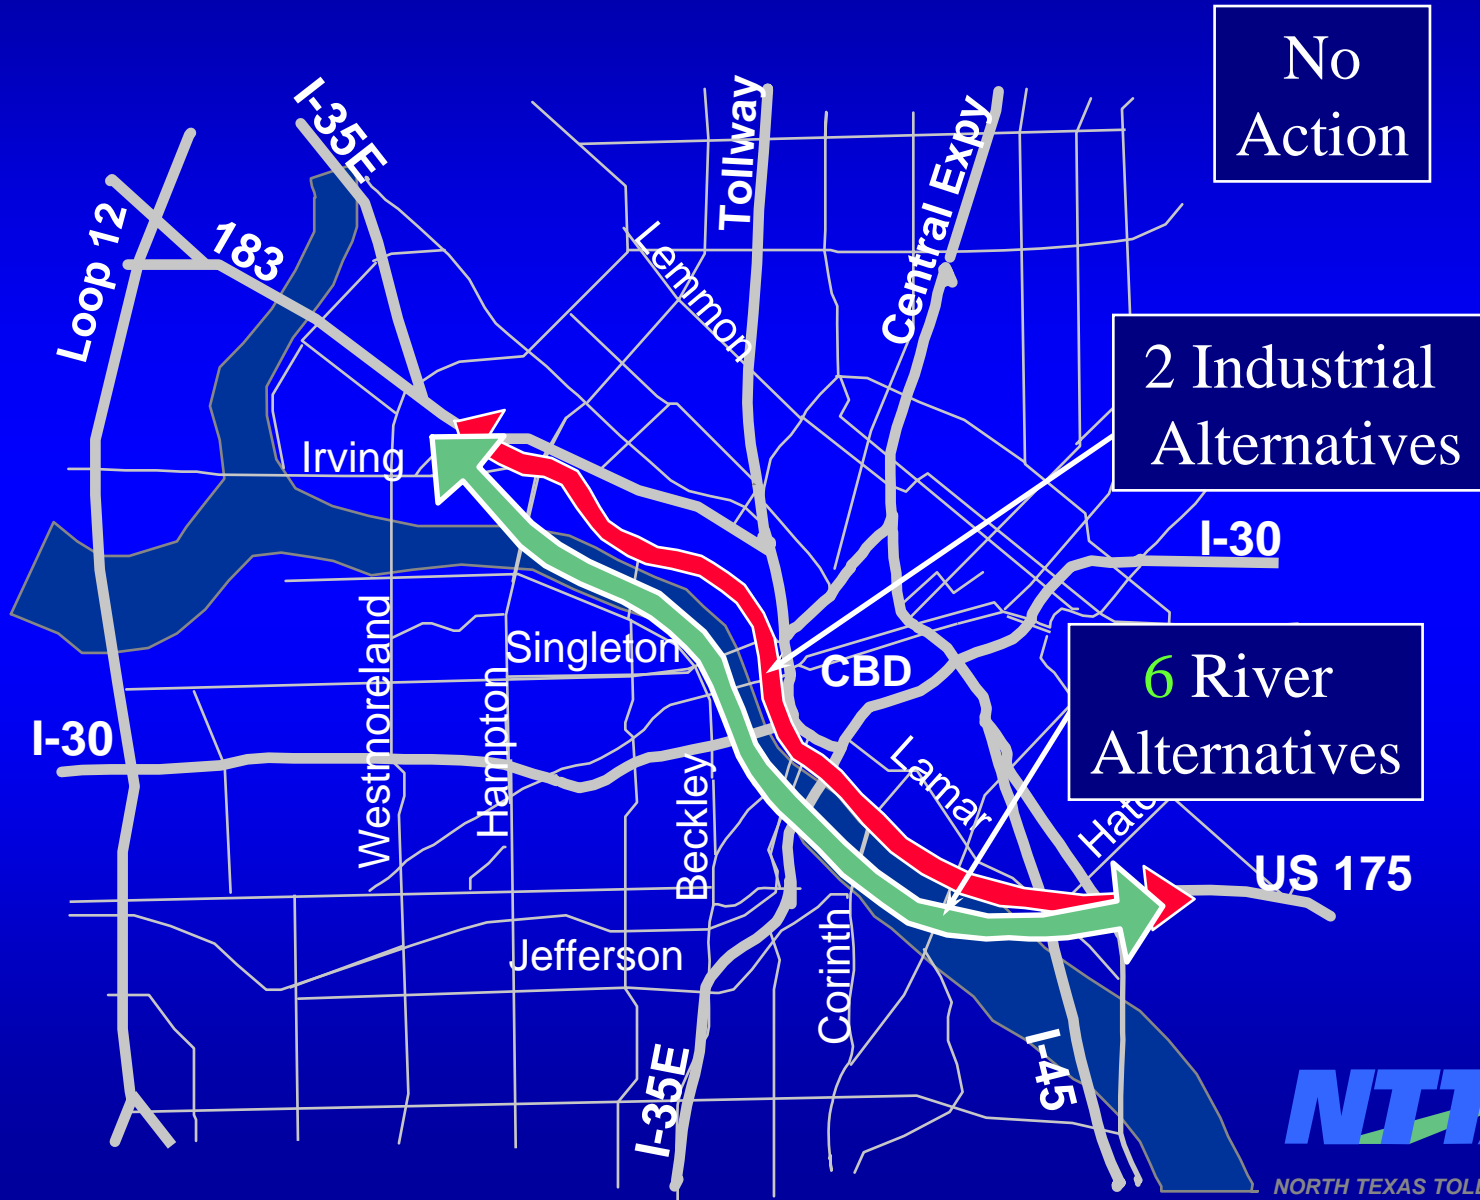 No
Action
I-35E
Tollway
Central Expy
Loop 12
183
Lemmon
2 Industrial
Alternatives
Irving
I-30
Westmoreland
Singleton
Hampton
CBD
6 River
Alternatives
I-30
Beckley
Lamar
US 175
Jefferson
Corinth
I-35E
I-45
NORTH TEXAS